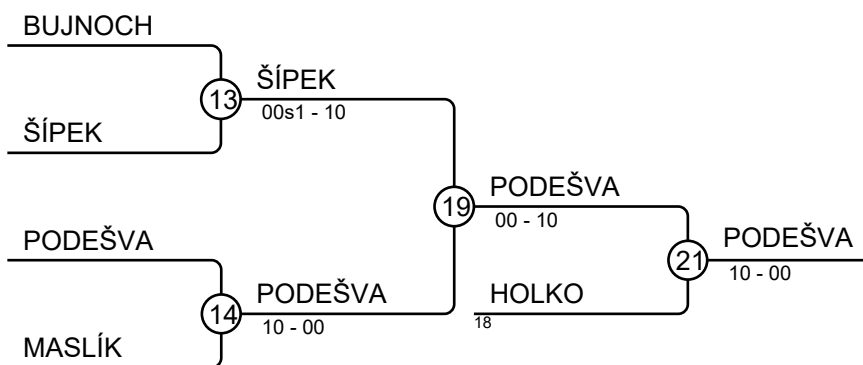 BUJNOCH
13
ŠÍPEK
00s1 - 10
ŠÍPEK
19
PODEŠVA
00 - 10
PODEŠVA
21
PODEŠVA
10 - 00
14
PODEŠVA
10 - 00
HOLKO
18
MASLÍK